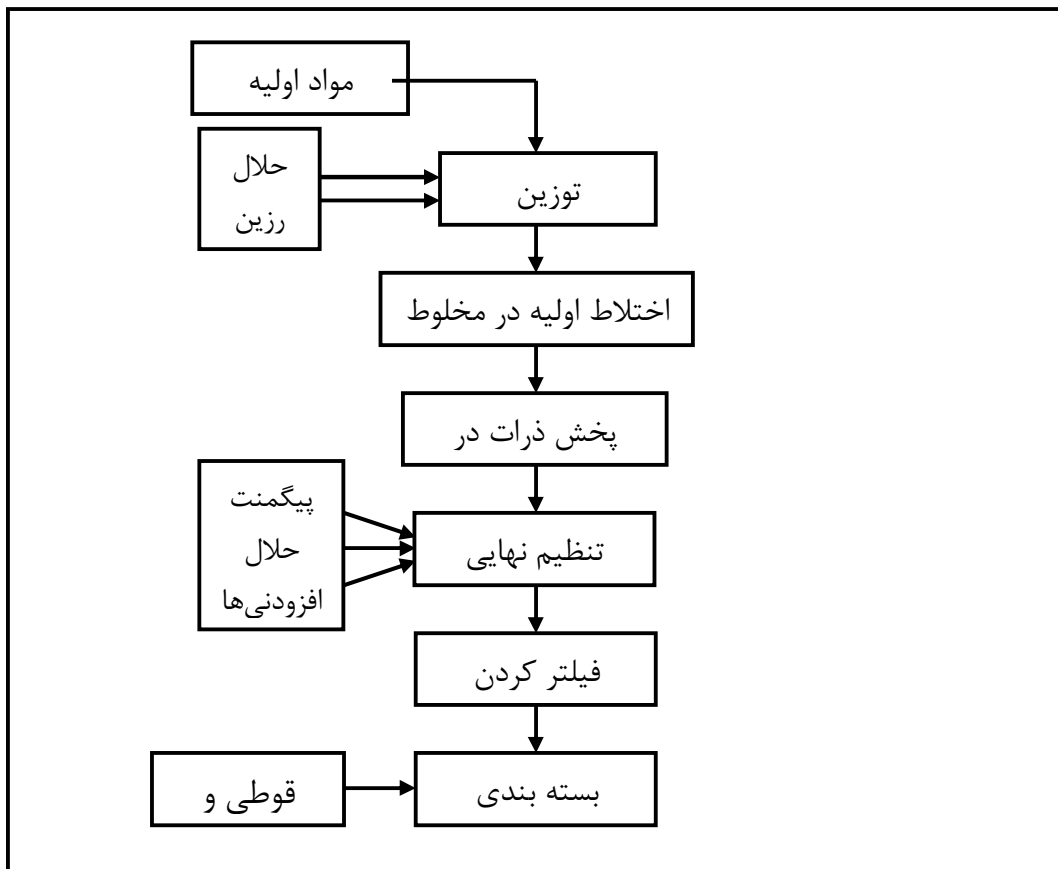 مواد اولیه
حلال
رزین
توزین
اختلاط اولیه در مخلوط
پخش ذرات در
پیگمنت
حلال
افزودنی‌ها
تنظیم نهایی
فیلتر کردن
قوطی و
بسته بندی